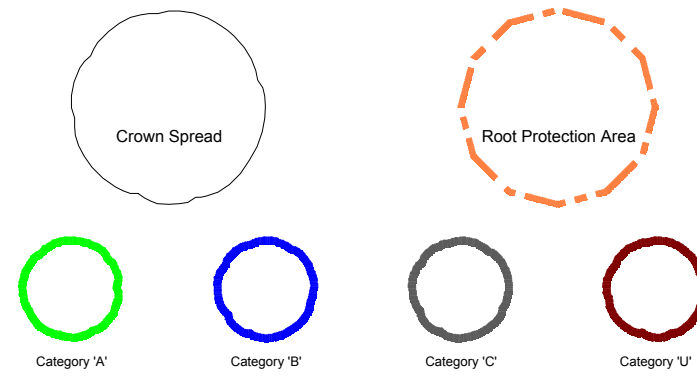 Crown Spread
Root Protection Area
Category 'A'
Category 'B'
Category 'C'
Category 'U'